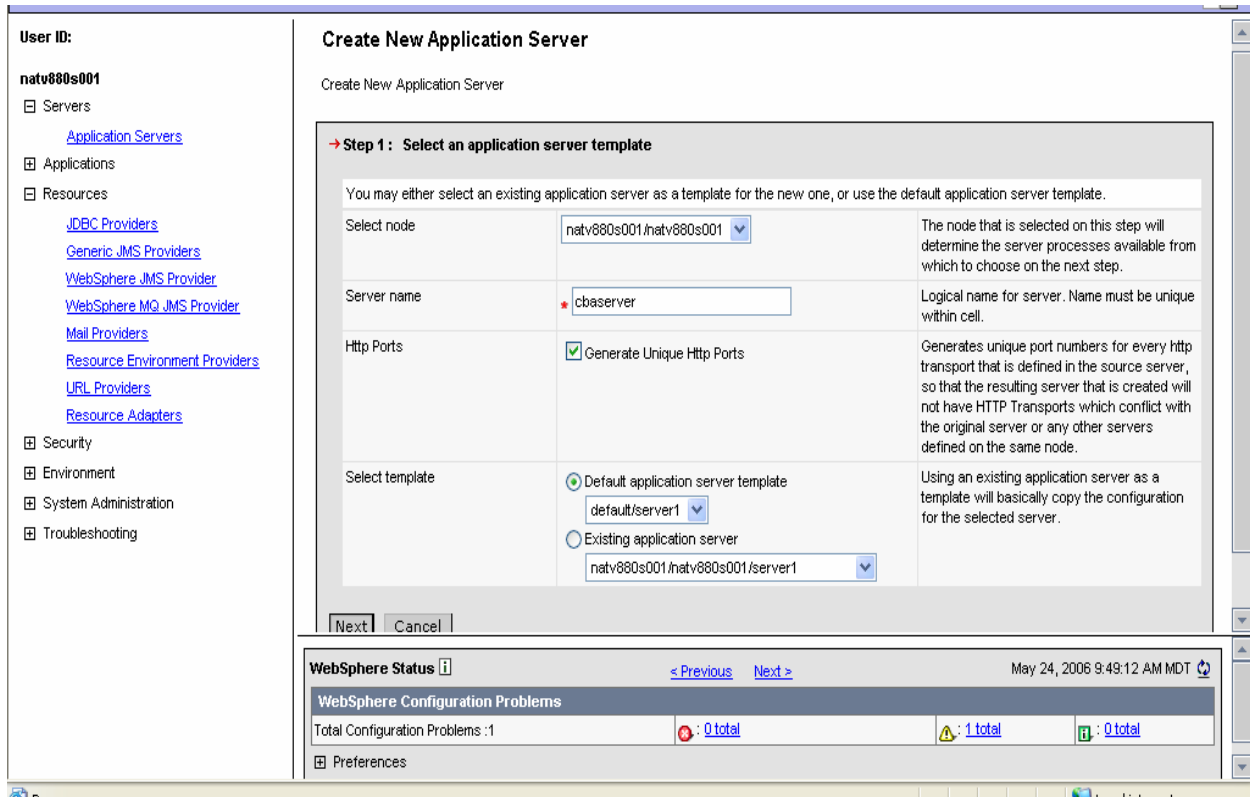 User ID:
natv880s001
Servers
Application Servers
Applications
Resources
JDBC Providers
Generic JMS Providers
WebSphere JMS Provider
WebSphere MQ JMS Provider
Mail Providers
Resource Environment Providers
URL Providers
Resource Adapters
Security
Environment
System Administration
Troubleshooting
Create New Application Server
Create New Application Server
→ Step 1 : Select an application server template
You may either select an existing application server as a template for the new one, or use the default application server template.
Select node
natv880s001/natv880s001
The node that is selected on this step will
determine the server processes available from
which to choose on the next step.
Server name
* cbaserver
Logical name for server. Name must be unique
within cell.
Http Ports
Generate Unique Http Ports
Generates unique port numbers for every http
transport that is defined in the source server,
so that the resulting server that is created will
not have HTTP Transports which conflict with
the original server or any other servers
defined on the same node.
Select template
Default application server template
default/server1
Existing application server
natv880s001/natv880s001/server1
Using an existing application server as a
template will basically copy the configuration
for the selected server.
Next Cancel
WebSphere Status i < Previous Next > May 24, 2006 9:49:12 AM MDT
WebSphere Configuration Problems
Total Configuration Problems :1 : 0 total : 1 total : 0 total
Preferences